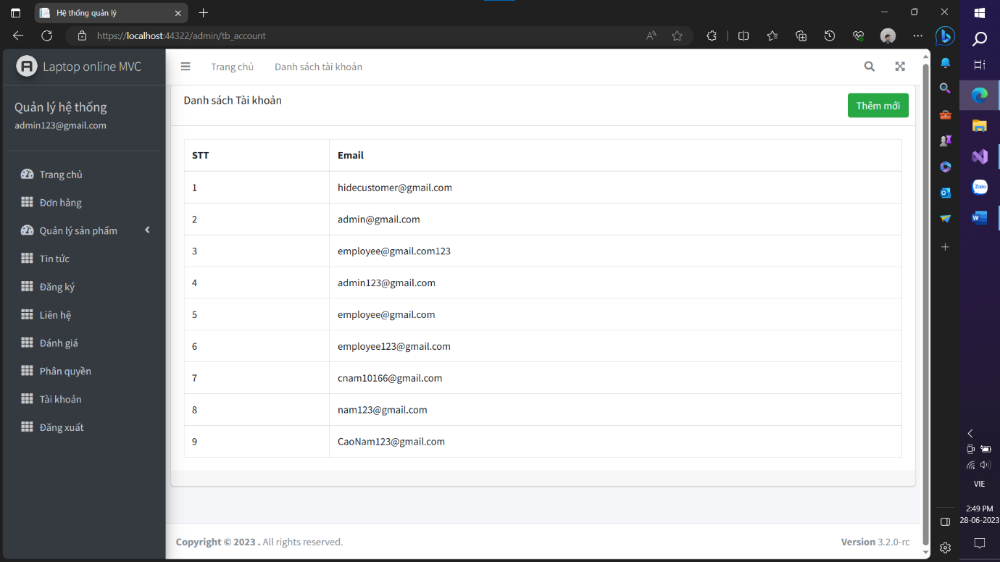 Hệ thống quản lý
https://localhost:44322/admin/tb_account
Laptop online MVC
Trang chủ
Danh sách tài khoản
Quản lý hệ thống
admin123@gmail.com
Trang chủ
Đơn hàng
Quản lý sản phẩm
Tin tức
Đăng ký
Liên hệ
Đánh giá
Phân quyền
Tài khoản
Đăng xuất
Danh sách Tài khoản
Thêm mới
STT Email
1 hidecustomer@gmail.com
2 admin@gmail.com
3 employee@gmail.com123
4 admin123@gmail.com
5 employee@gmail.com
6 employee123@gmail.com
7 cnam10166@gmail.com
8 nam123@gmail.com
9 CaoNam123@gmail.com
Copyright © 2023 . All rights reserved.
Version 3.2.0-rc
Zalo
VIE
2:49 PM
28-06-2023